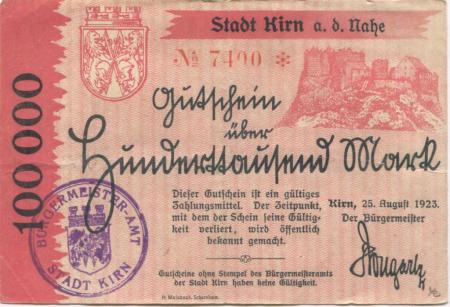 Stadt Kirn a. d. Nahe
№ 7400 *
100000
Gutschein
über
Hunderttausend Mark
Dieser Gutschein ist ein gültiges
Zahlungsmittel. Der Zeitpunkt,
mit dem der Schein seine Gültig-
keit verliert, wird öffentlich
bekannt gemacht.
Kirn, 25. August 1923.
Der Bürgermeister
BÜRGERMEISTER-AMT
STADT KIRN
Gutscheine ohne Stempel des Bürgermeisteramts
der Stadt Kirn haben keine Gültigkeit.